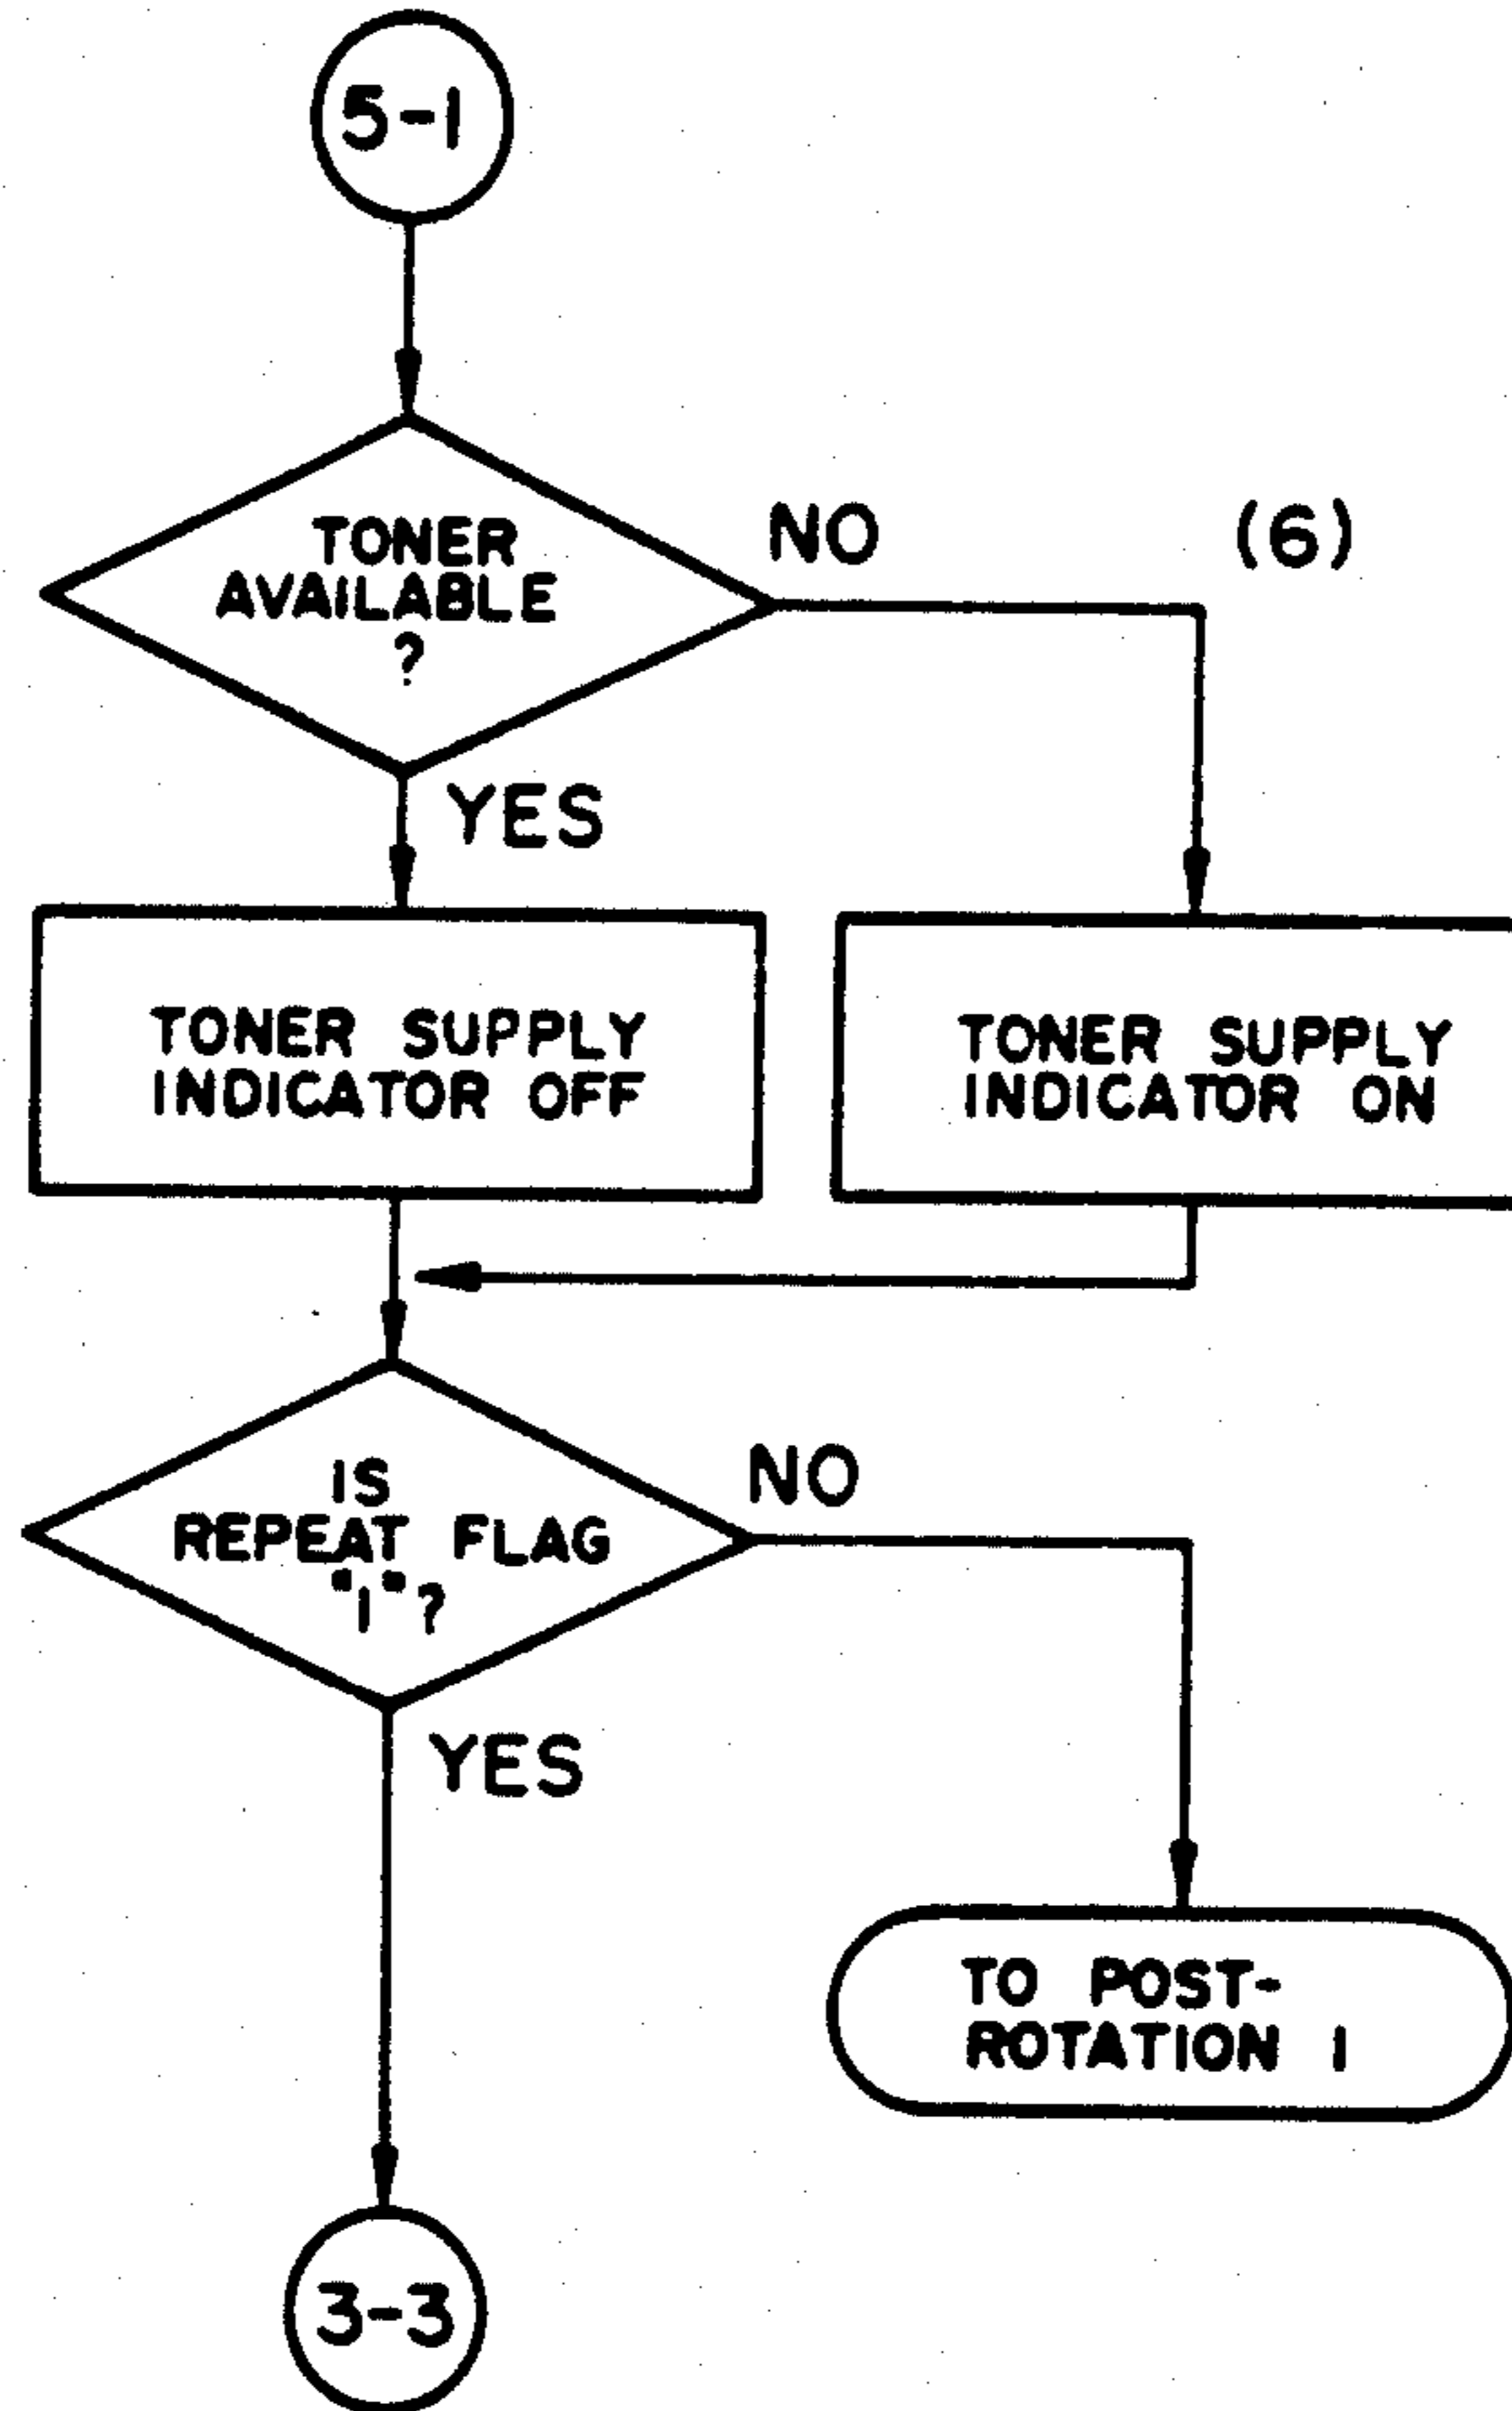 5-1
TONER
AVAILABLE
?
NO
(6)
YES
TONER SUPPLY
INDICATOR OFF
TONER SUPPLY
INDICATOR ON
IS
REPEAT FLAG
"1"?
NO
YES
TO POST-
ROTATION 1
3-3